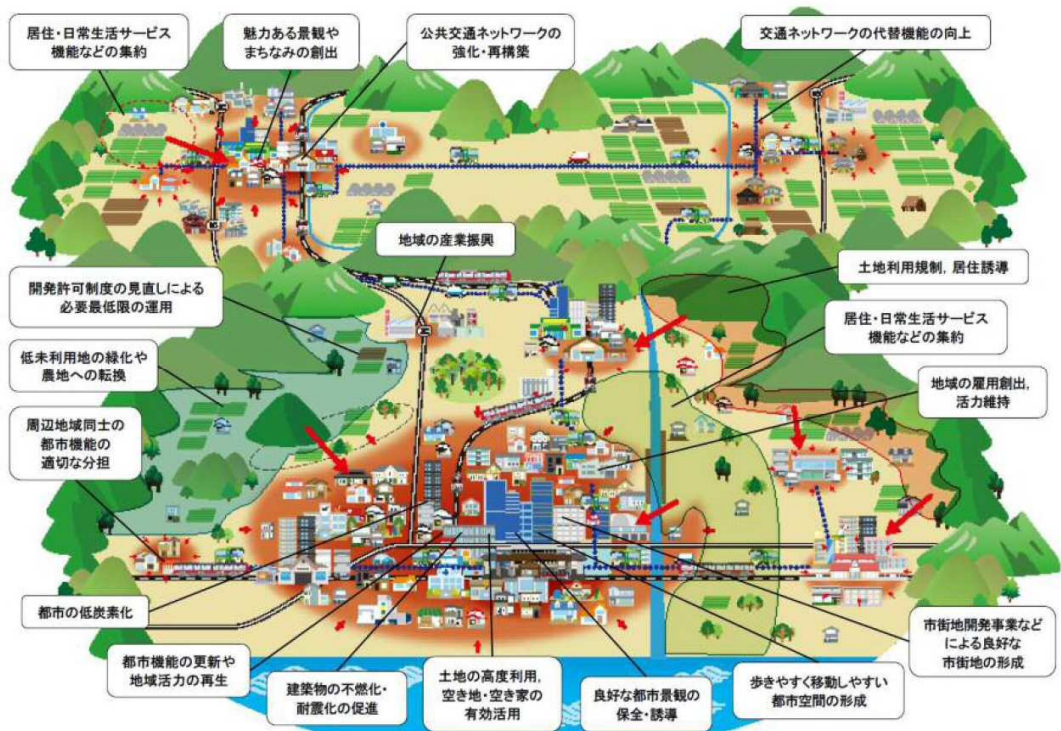 居住・日常生活サービス
機能などの集約
魅力ある景観や
まちなみの創出
公共交通ネットワークの
強化・再構築
交通ネットワークの代替機能の向上
地域の産業振興
土地利用規制，居住誘導
開発許可制度の見直しによる
必要最低限の運用
居住・日常生活サービス
機能などの集約
低未利用地の緑化や
農地への転換
地域の雇用創出，
活力維持
周辺地域同士の
都市機能の
適切な分担
都市の低炭素化
市街地開発事業など
による良好な
市街地の形成
都市機能の更新や
地域活力の再生
建築物の不燃化・
耐震化の促進
土地の高度利用，
空き地・空き家の
有効活用
良好な都市景観の
保全・誘導
歩きやすく移動しやすい
都市空間の形成